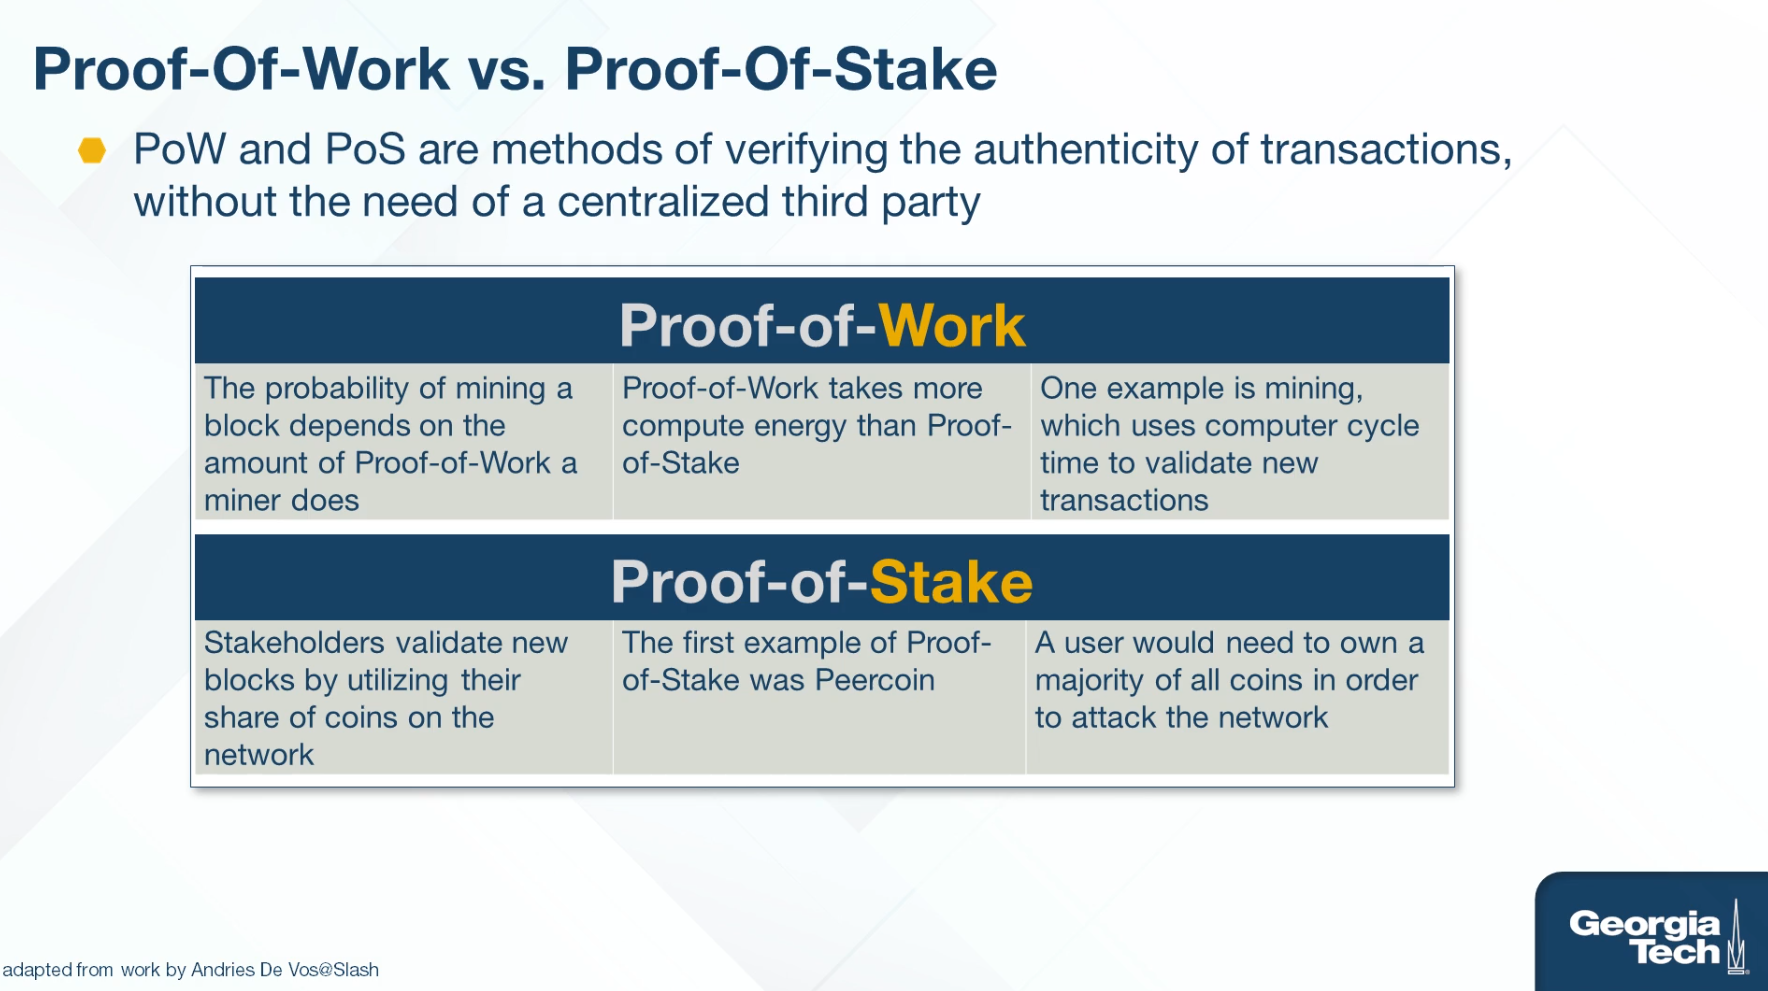 Proof-Of-Work vs. Proof-Of-Stake
PoW and PoS are methods of verifying the authenticity of transactions,
without the need of a centralized third party
Proof-of-Work
The probability of mining a
block depends on the
amount of Proof-of-Work a
miner does
Proof-of-Work takes more
compute energy than Proof-
of-Stake
One example is mining,
which uses computer cycle
time to validate new
transactions
Proof-of-Stake
Stakeholders validate new
blocks by utilizing their
share of coins on the
network
The first example of Proof-
of-Stake was Peercoin
A user would need to own a
majority of all coins in order
to attack the network
adapted from work by Andries De Vos@Slash
Georgia
Tech